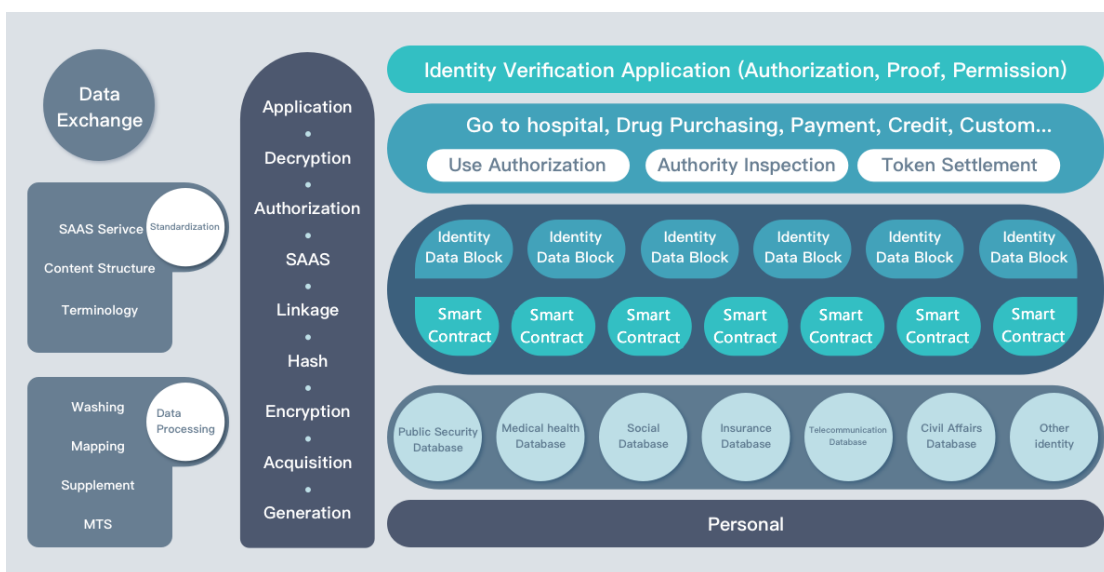 Data
Exchange
SAAS Serivce
Content Structure
Terminology
Standardization
Washing
Mapping
Supplement
MTS
Data
Processing
Application
Decryption
Authorization
SAAS
Linkage
Hash
Encryption
Acquisition
Generation
Identity Verification Application (Authorization, Proof, Permission)
Go to hospital, Drug Purchasing, Payment, Credit, Custom...
Use Authorization
Authority Inspection
Token Settlement
Identity
Data Block
Identity
Data Block
Identity
Data Block
Identity
Data Block
Identity
Data Block
Identity
Data Block
Smart
Contract
Smart
Contract
Smart
Contract
Smart
Contract
Smart
Contract
Smart
Contract
Smart
Contract
Public Security
Database
Medical health
Database
Social
Database
Insurance
Database
Telecommunication
Database
Civil Affairs
Database
Other
identity
Personal